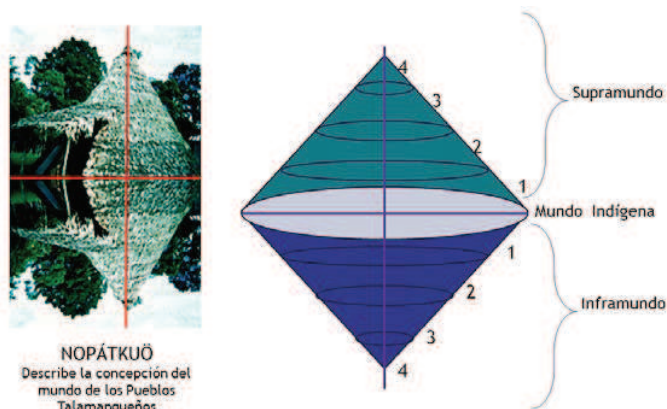 4
3
2
1
Supramundo
Mundo Indígena
1
2
3
4
Inframundo
NOPÁTKUÖ
Describe la concepción del
mundo de los Pueblos
Talamanqueños